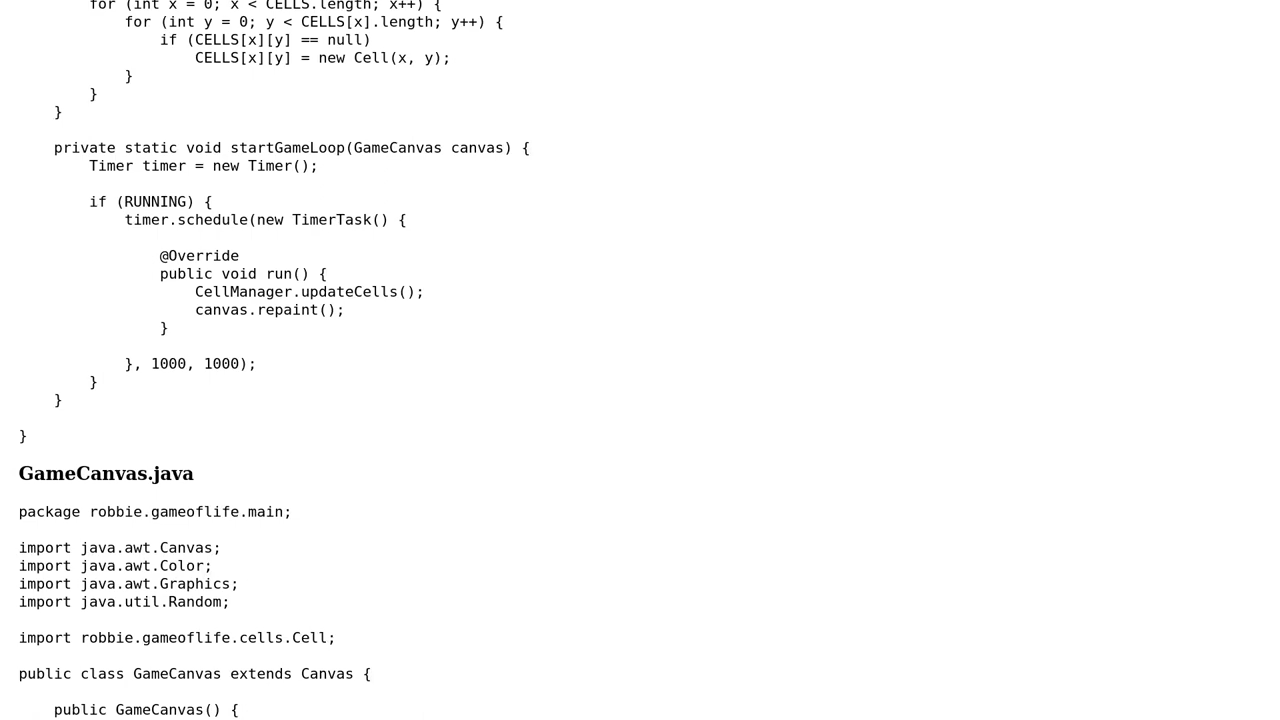 for (int x = 0; x < CELLS.length; x++) {
for (int y = 0; y < CELLS[x].length; y++) {
if (CELLS[x][y] == null)
CELLS[x][y] = new Cell(x, y);
}
}
}
private static void startGameLoop(GameCanvas canvas) {
Timer timer = new Timer();
if (RUNNING) {
timer.schedule(new TimerTask() {
@Override
public void run() {
CellManager.updateCells();
canvas.repaint();
}
}, 1000, 1000);
}
}
}
GameCanvas.java
package robbie.gameoflife.main;
import java.awt.Canvas;
import java.awt.Color;
import java.awt.Graphics;
import java.util.Random;
import robbie.gameoflife.cells.Cell;
public class GameCanvas extends Canvas {
public GameCanvas() {